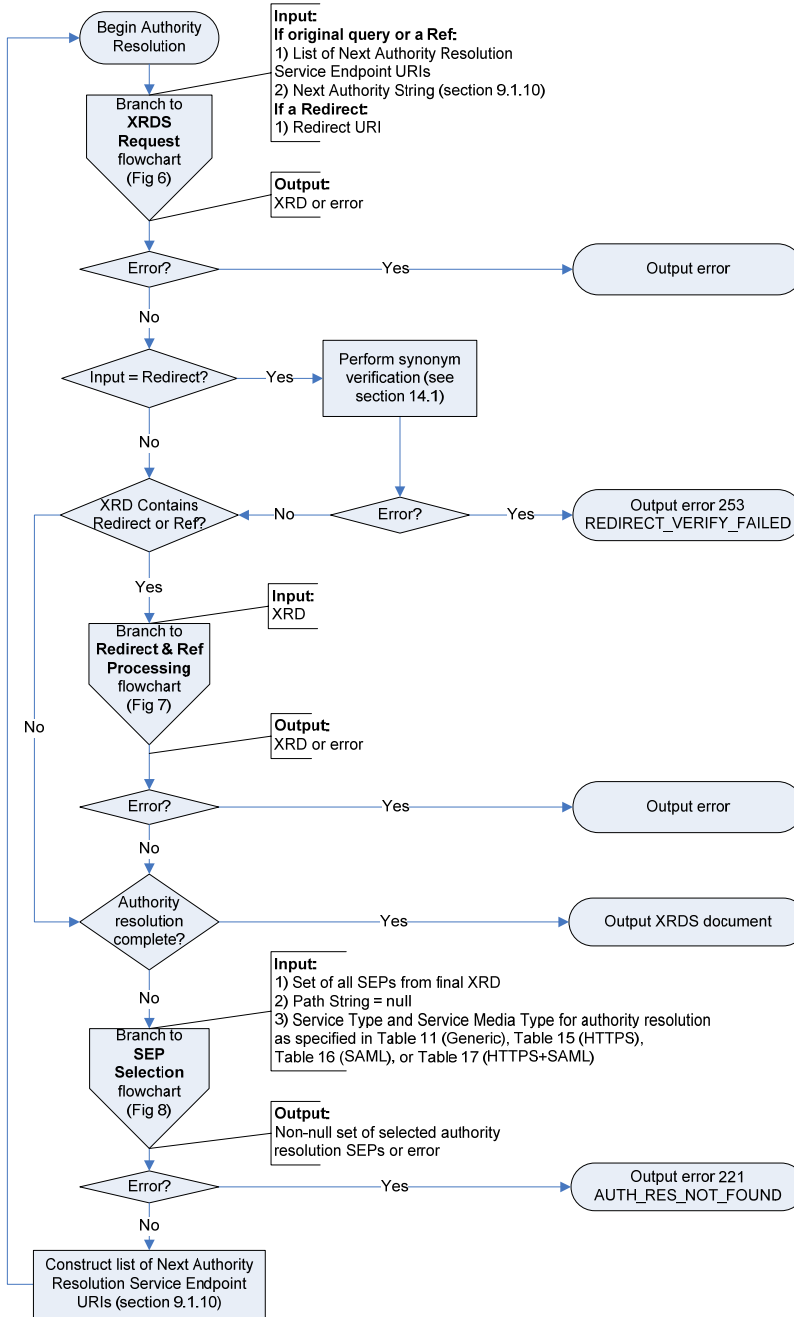 Begin Authority
Resolution
Input:
If original query or a Ref:
1) List of Next Authority Resolution
Service Endpoint URIs
2) Next Authority String (section 9.1.10)
If a Redirect:
1) Redirect URI
Branch to
XRDS
Request
flowchart
(Fig 6)
Output:
XRD or error
Error?
Yes
Output error
No
Input = Redirect?
Yes
Perform synonym
verification (see
section 14.1)
No
XRD Contains
Redirect or Ref?
No
Error?
Yes
Output error 253
REDIRECT_VERIFY_FAILED
Yes
Input:
XRD
Branch to
Redirect & Ref
Processing
flowchart
(Fig 7)
No
Output:
XRD or error
Error?
Yes
Output error
No
Authority
resolution
complete?
Yes
Output XRDS document
No
Input:
1) Set of all SEPs from final XRD
2) Path String = null
3) Service Type and Service Media Type for authority resolution
as specified in Table 11 (Generic), Table 15 (HTTPS),
Table 16 (SAML), or Table 17 (HTTPS+SAML)
Branch to
SEP
Selection
flowchart
(Fig 8)
Output:
Non-null set of selected authority
resolution SEPs or error
Error?
Yes
Output error 221
AUTH_RES_NOT_FOUND
No
Construct list of Next Authority
Resolution Service Endpoint
URIs (section 9.1.10)